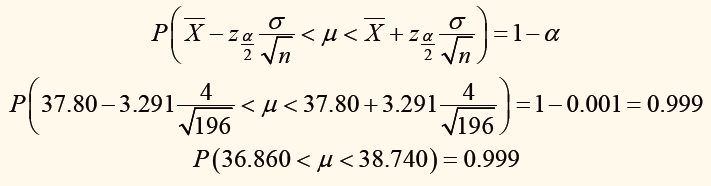 P(X̅ − z_{α/2} σ/√n < μ < X̅ + z_{α/2} σ/√n) = 1 − α
P(37.80 − 3.291 4/√196 < μ < 37.80 + 3.291 4/√196) = 1 − 0.001 = 0.999
P(36.860 < μ < 38.740) = 0.999